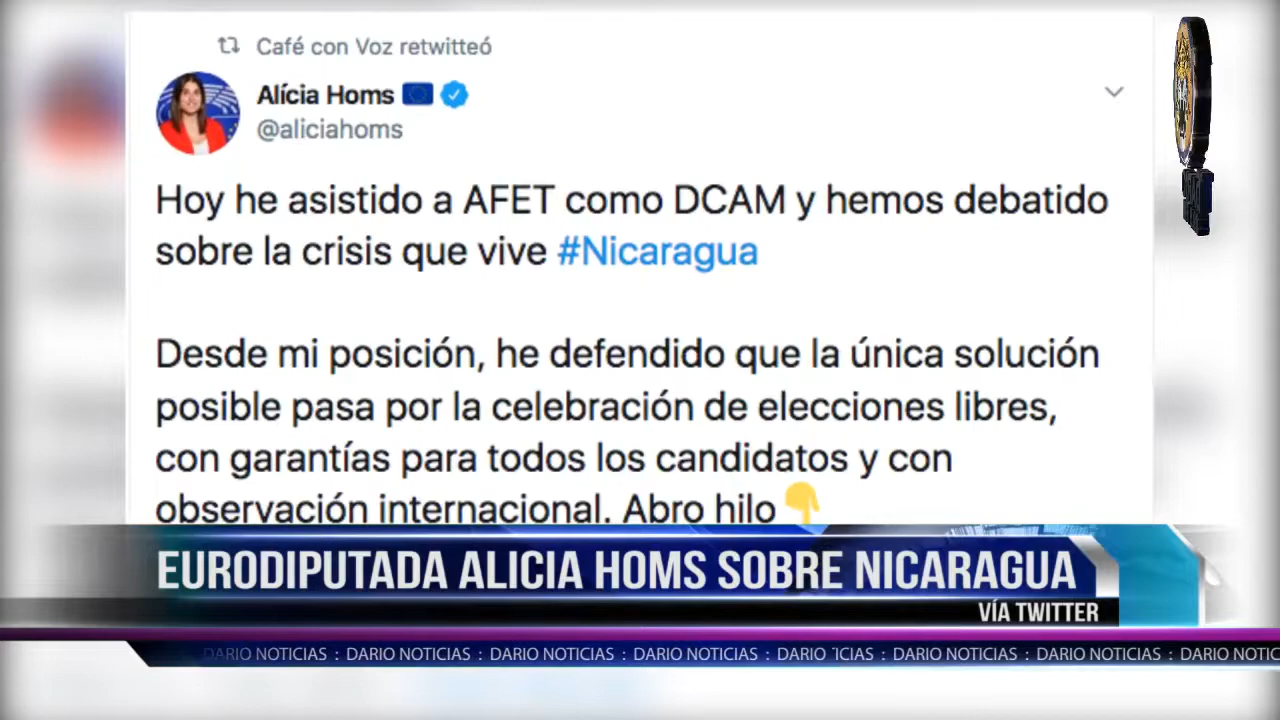 Café con Voz retwitteó
Alícia Homs
@aliciahoms
Hoy he asistido a AFET como DCAM y hemos debatido
sobre la crisis que vive #Nicaragua
Desde mi posición, he defendido que la única solución
posible pasa por la celebración de elecciones libres,
con garantías para todos los candidatos y con
observación internacional. Abro hilo
EURODIPUTADA ALICIA HOMS SOBRE NICARAGUA
VÍA TWITTER
DARIO NOTICIAS : DARIO NOTICIAS : DARIO NOTICIAS : DARIO NOTICIAS : DARIO ICIAS : DARIO NOTICIAS : DARIO NOTICIAS : DARIO NOTIC